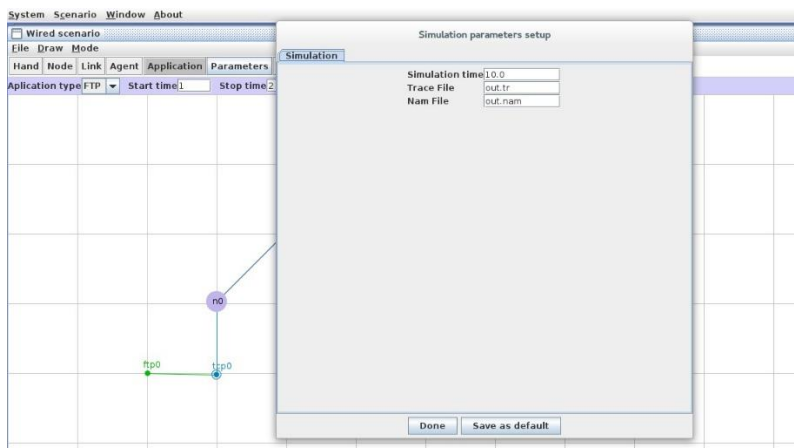 System Scenario Window About
Wired scenario
File Draw Mode
Hand Node Link Agent Application Parameters
Aplication type FTP Start time 1 Stop time 2
Simulation parameters setup
Simulation
Simulation time 10.0
Trace File out.tr
Nam File out.nam
n0
ftp0 tcp0
Done Save as default